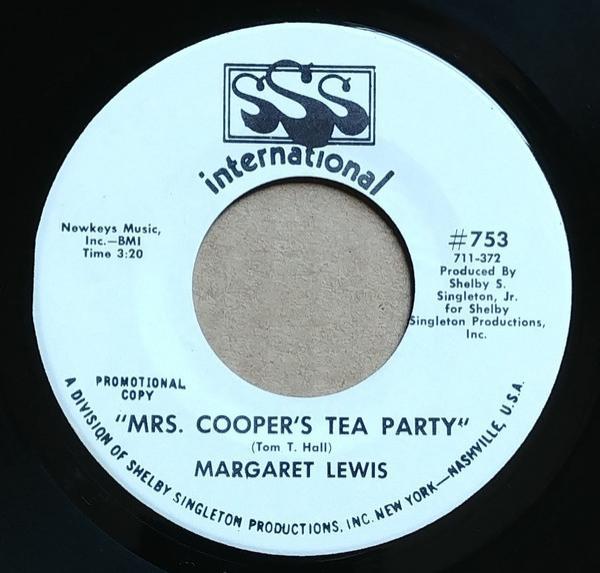 SSS
international
Newkeys Music,
Inc.—BMI
Time 3:20
#753
711-372
Produced By
Shelby S.
Singleton, Jr.
for Shelby
Singleton Productions,
Inc.
PROMOTIONAL
COPY
"MRS. COOPER'S TEA PARTY"
(Tom T. Hall)
MARGARET LEWIS
A DIVISION OF SHELBY SINGLETON PRODUCTIONS, INC. NEW YORK—NASHVILLE, U.S.A.